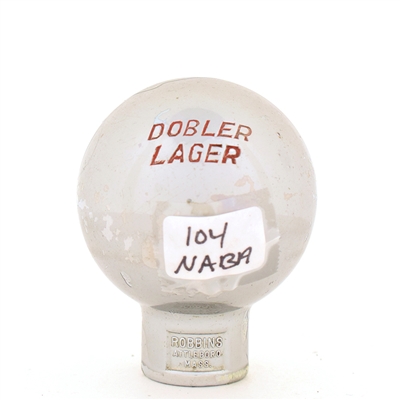 DOBLER
LAGER
104
NABA
ROBBINS
ATTLEBORO
MASS.